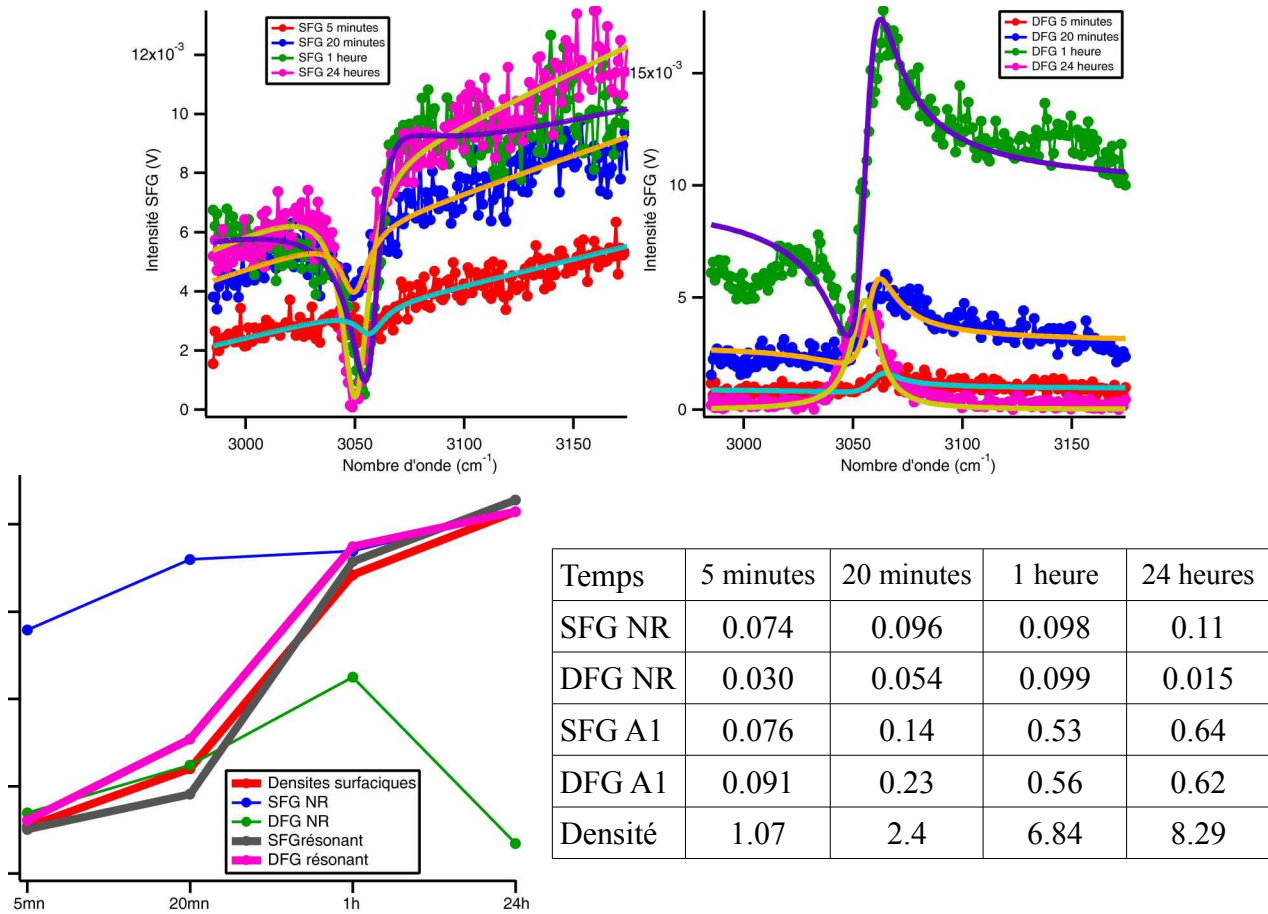 SFG 5 minutes
SFG 20 minutes
SFG 1 heure
SFG 24 heures
12x10⁻³
10
8
6
4
2
0
Intensité SFG (V)
3000
3050
3100
3150
Nombre d'onde (cm⁻¹)
DFG 5 minutes
DFG 20 minutes
DFG 1 heure
DFG 24 heures
15x10⁻³
10
5
0
Intensité SFG (V)
3000
3050
3100
3150
Nombre d'onde (cm⁻¹)
Densites surfaciques
SFG NR
DFG NR
SFGrésonant
DFG résonant
5mn
20mn
1h
24h
Temps 5 minutes 20 minutes 1 heure 24 heures
SFG NR 0.074 0.096 0.098 0.11
DFG NR 0.030 0.054 0.099 0.015
SFG A1 0.076 0.14 0.53 0.64
DFG A1 0.091 0.23 0.56 0.62
Densité 1.07 2.4 6.84 8.29